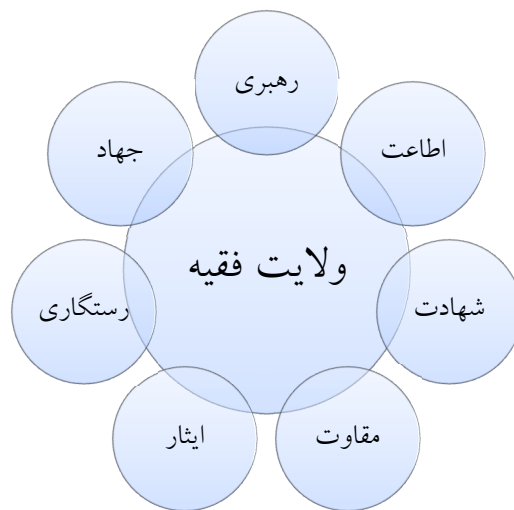 رهبری
اطاعت
شهادت
مقاوت
ایثار
رستگاری
جهاد
ولایت فقیه